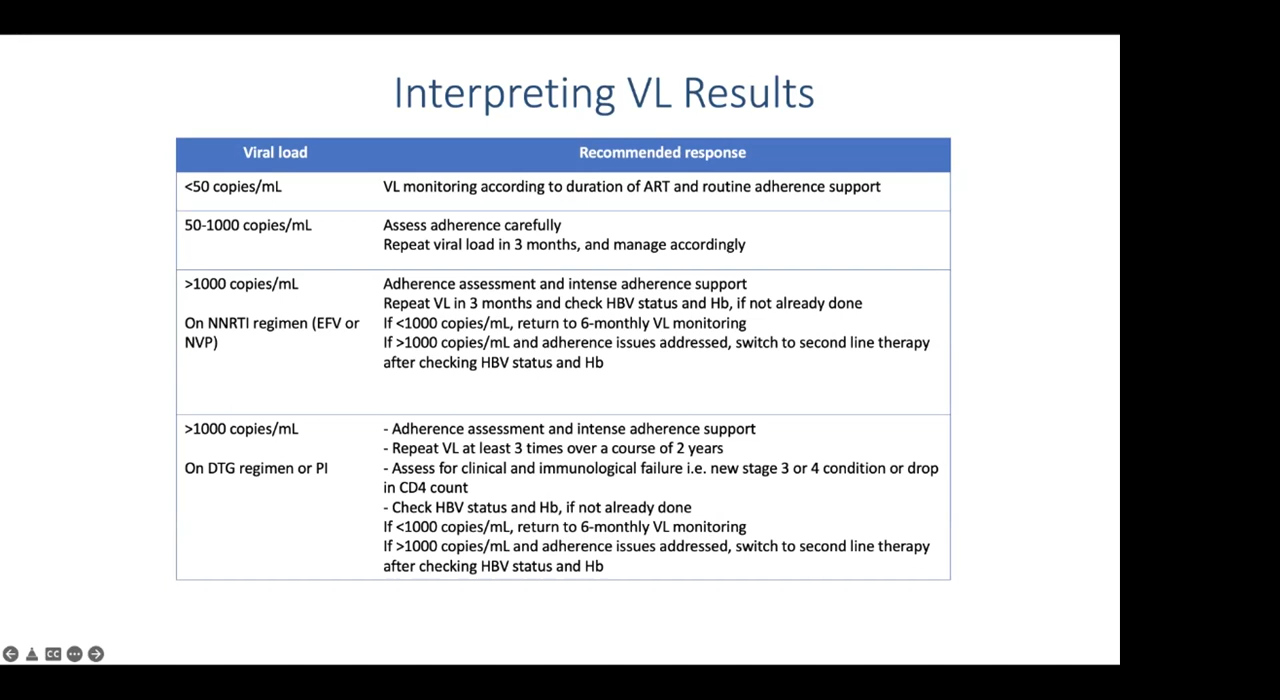 Interpreting VL Results
Viral load
Recommended response
<50 copies/mL
VL monitoring according to duration of ART and routine adherence support
50-1000 copies/mL
Assess adherence carefully
Repeat viral load in 3 months, and manage accordingly
>1000 copies/mL
On NNRTI regimen (EFV or
NVP)
Adherence assessment and intense adherence support
Repeat VL in 3 months and check HBV status and Hb, if not already done
If <1000 copies/mL, return to 6-monthly VL monitoring
If >1000 copies/mL and adherence issues addressed, switch to second line therapy
after checking HBV status and Hb
>1000 copies/mL
On DTG regimen or PI
- Adherence assessment and intense adherence support
- Repeat VL at least 3 times over a course of 2 years
- Assess for clinical and immunological failure i.e. new stage 3 or 4 condition or drop
in CD4 count
- Check HBV status and Hb, if not already done
If <1000 copies/mL, return to 6-monthly VL monitoring
If >1000 copies/mL and adherence issues addressed, switch to second line therapy
after checking HBV status and Hb
CC